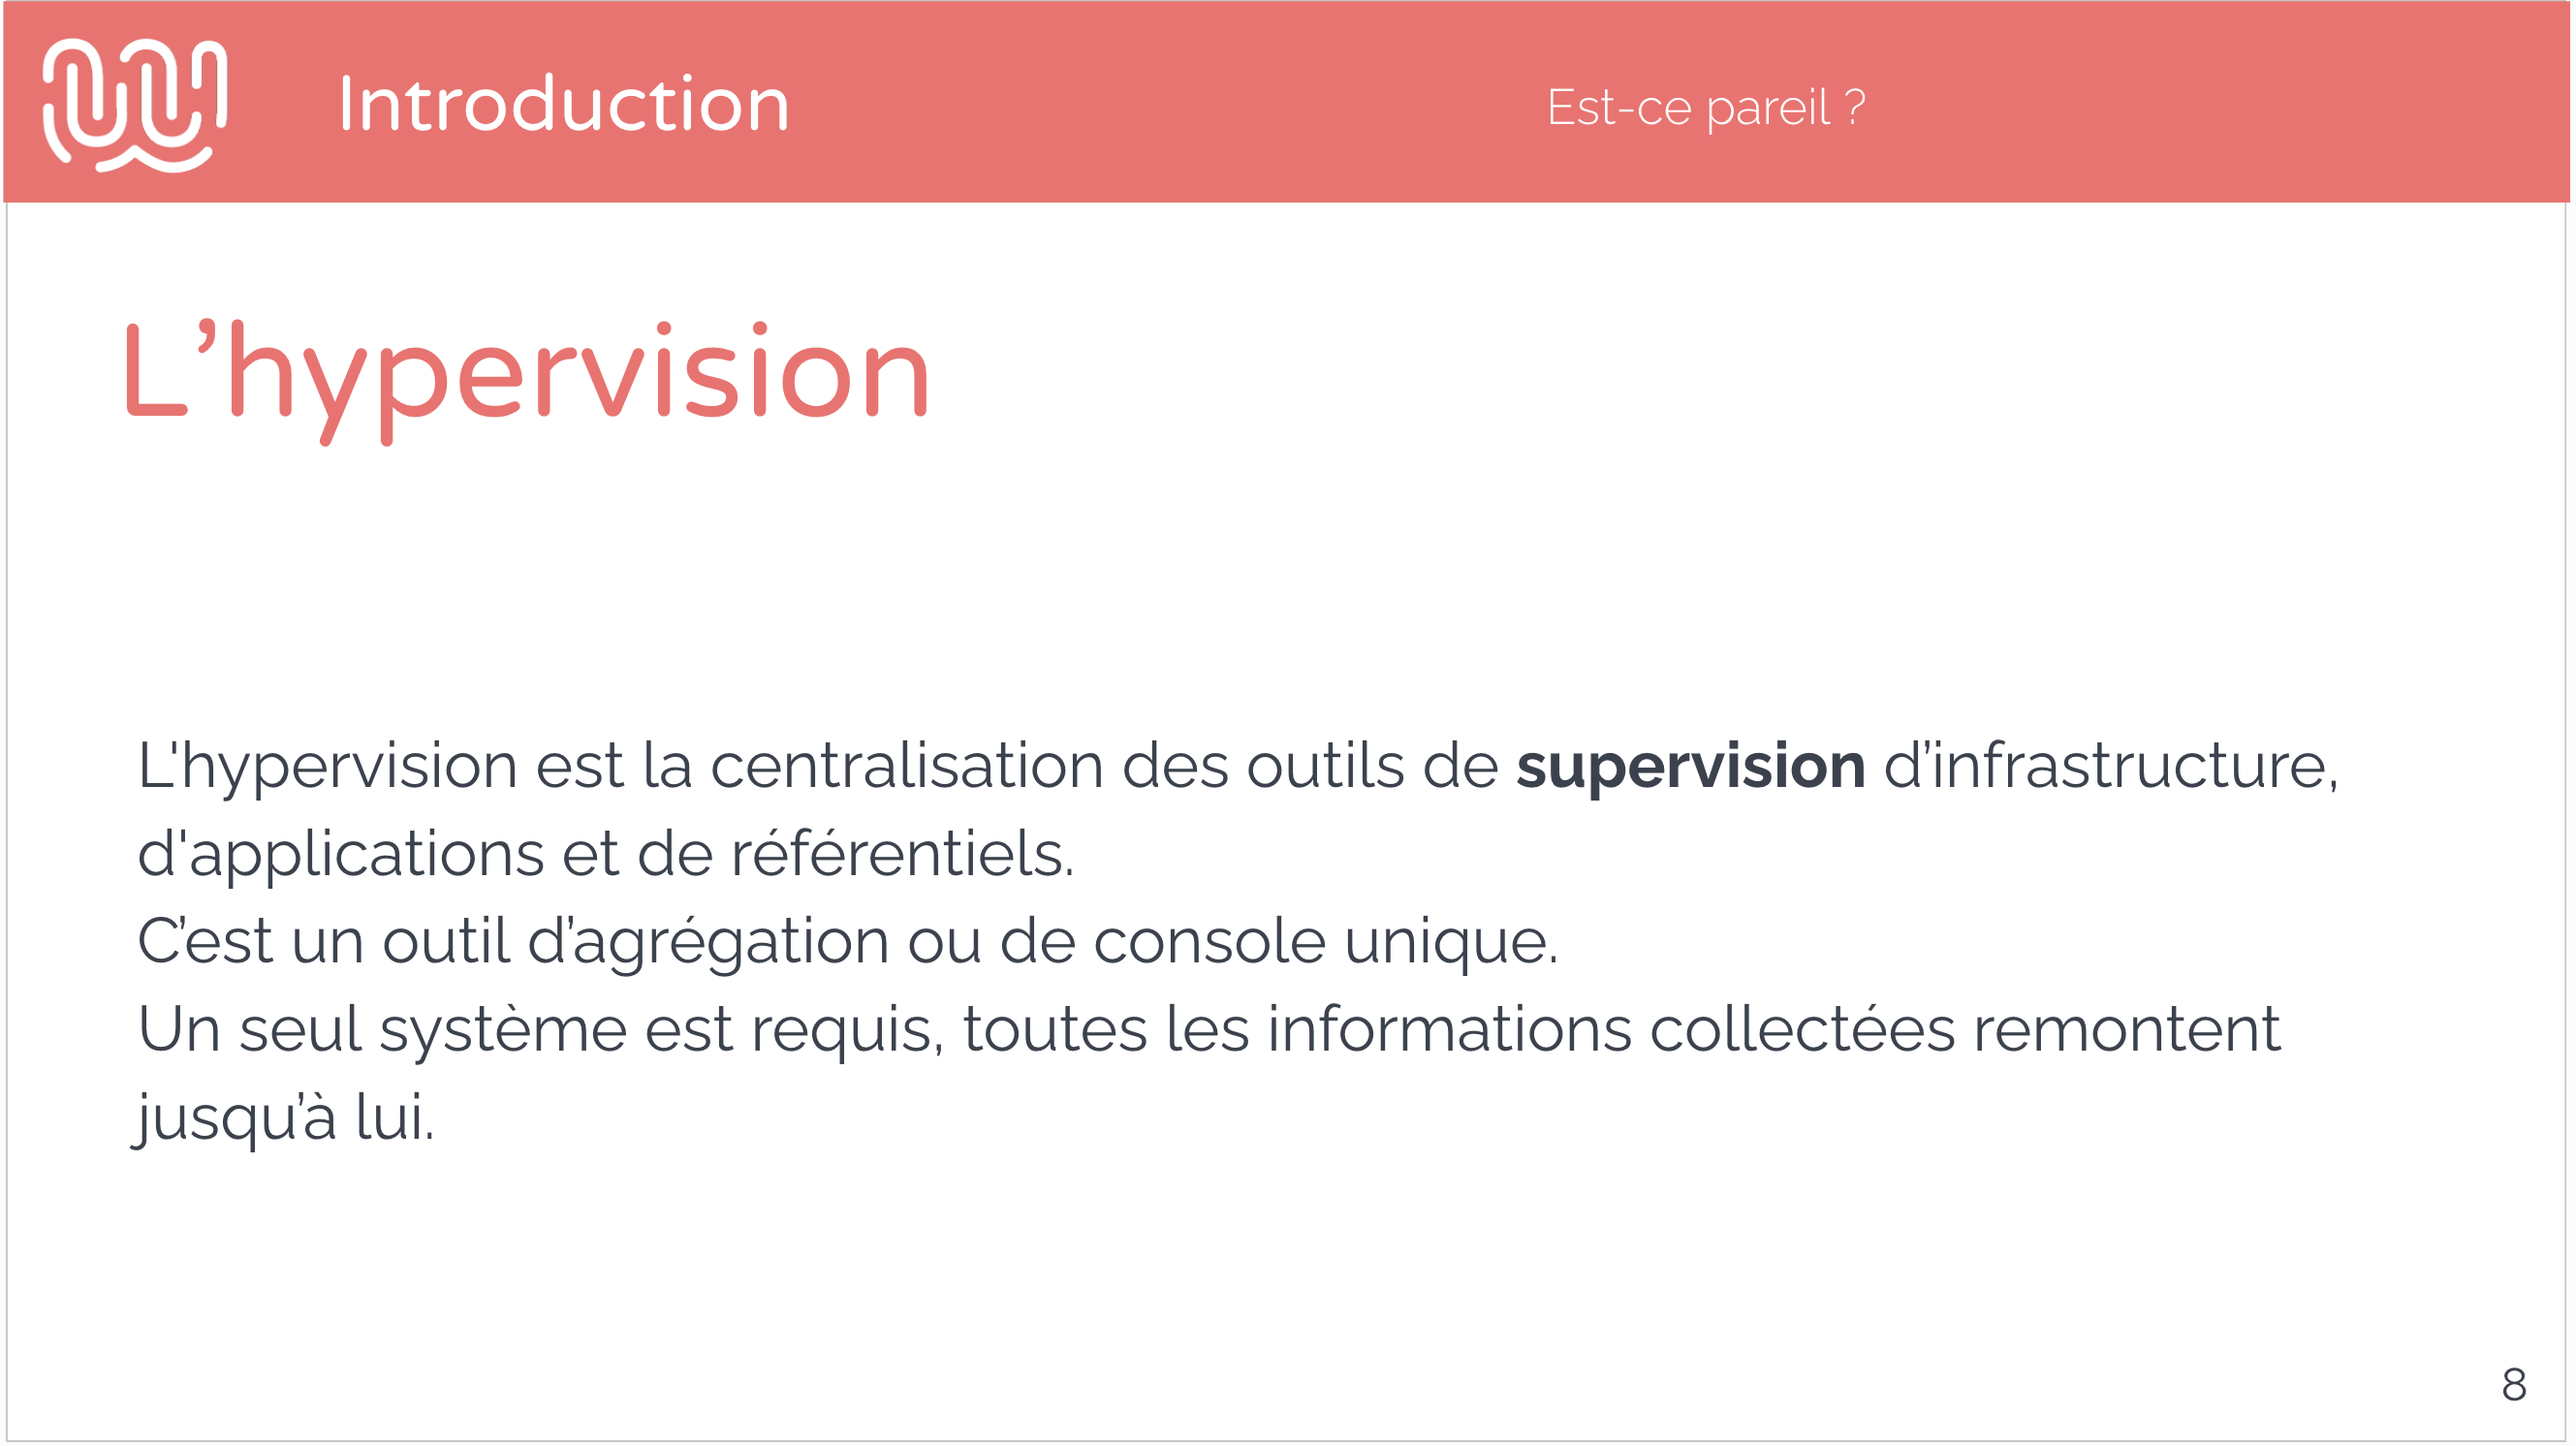 Introduction
Est-ce pareil ?
L’hypervision
L'hypervision est la centralisation des outils de supervision d’infrastructure,
d'applications et de référentiels.
C’est un outil d’agrégation ou de console unique.
Un seul système est requis, toutes les informations collectées remontent
jusqu’à lui.
8